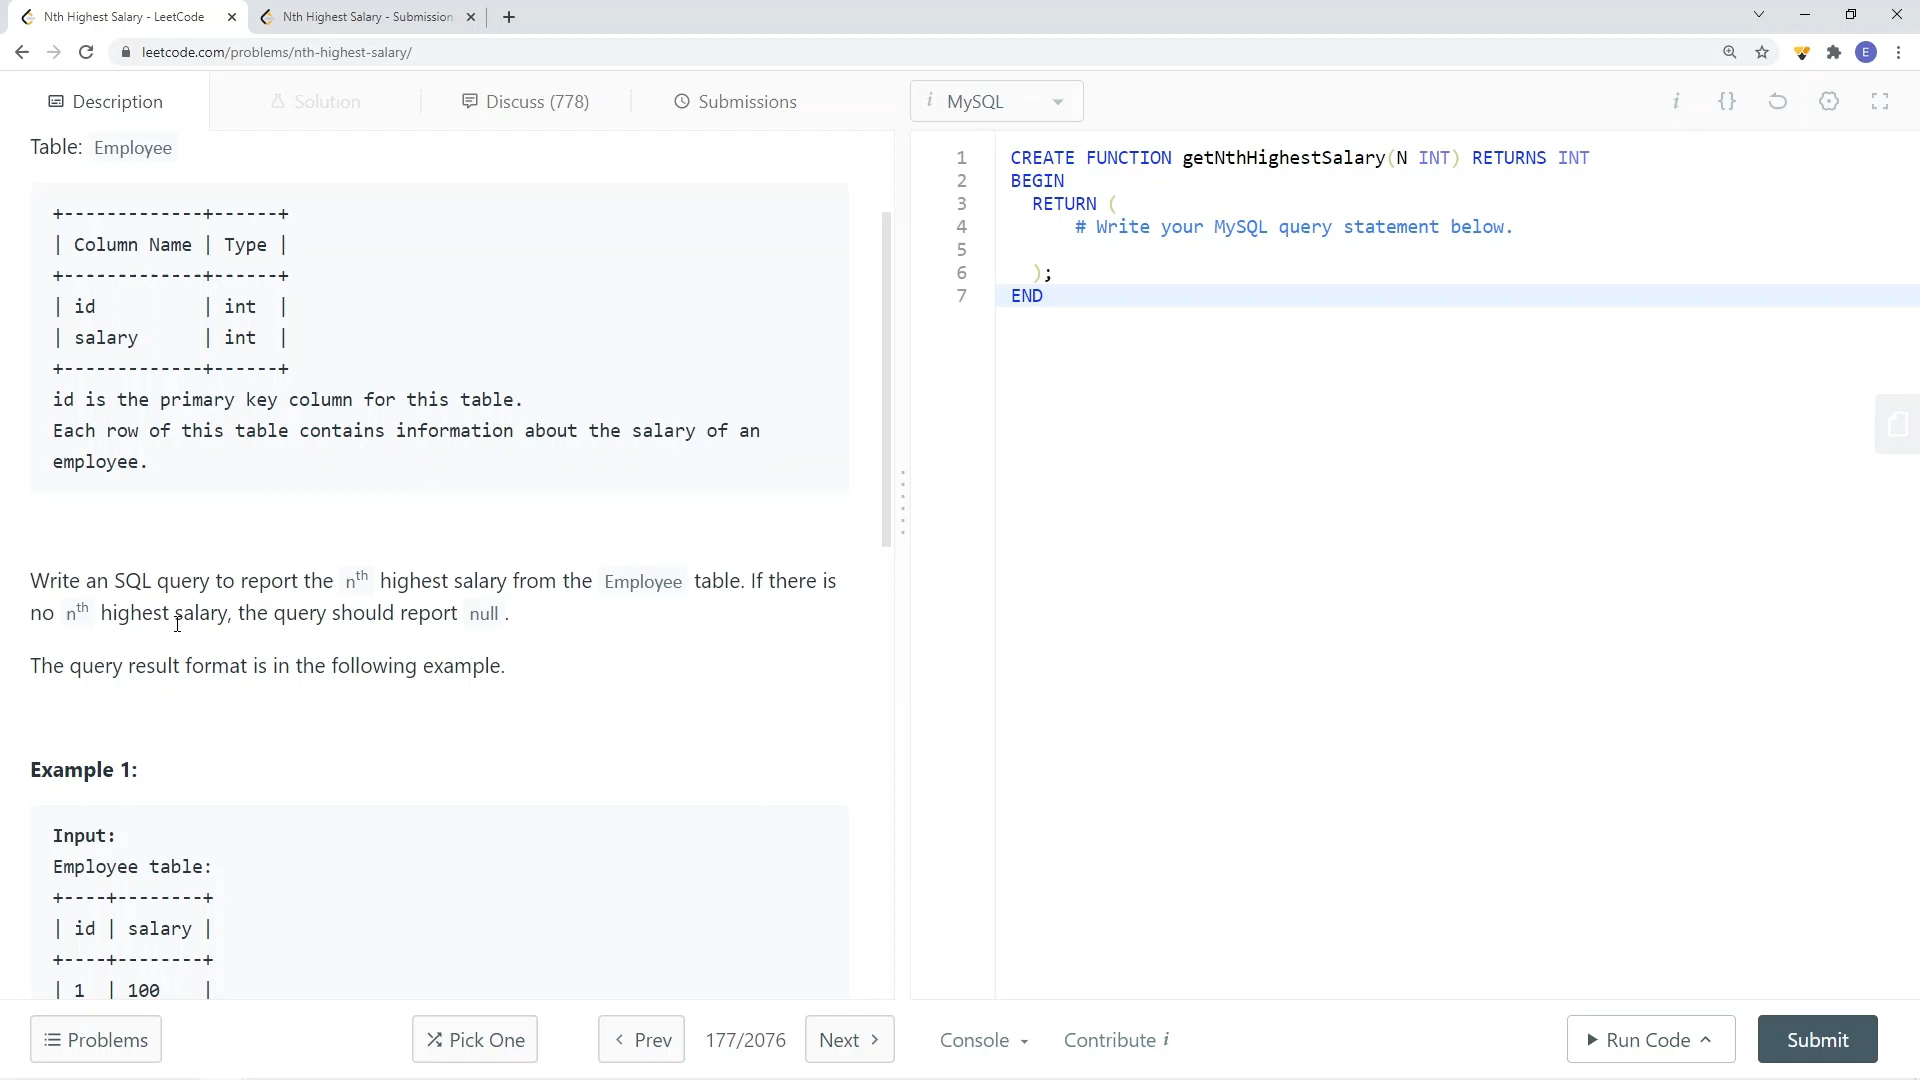 Nth Highest Salary - LeetCode
Nth Highest Salary - Submission
leetcode.com/problems/nth-highest-salary/
E
Description
Solution
Discuss (778)
Submissions
Table: Employee
+-------------+------+
| Column Name | Type |
+-------------+------+
| id          | int  |
| salary      | int  |
+-------------+------+
id is the primary key column for this table.
Each row of this table contains information about the salary of an
employee.
Write an SQL query to report the nth highest salary from the Employee table. If there is
no nth highest salary, the query should report null.
The query result format is in the following example.
Example 1:
Input:
Employee table:
+----+--------+
| id | salary |
+----+--------+
| 1  | 100    |
i MySQL
i {}
1 CREATE FUNCTION getNthHighestSalary(N INT) RETURNS INT
2 BEGIN
3 RETURN (
4 # Write your MySQL query statement below.
5
6 );
7 END
Problems
Pick One
Prev
177/2076
Next
Console
Contribute i
Run Code
Submit